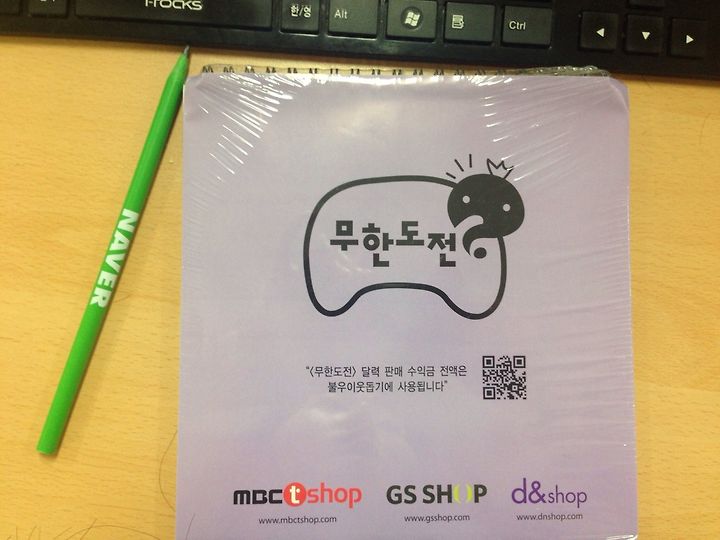 i-rocks
한/영
Alt
Ctrl
NAVER
무한도전
“〈무한도전〉 달력 판매 수익금 전액은
불우이웃돕기에 사용됩니다”
MBC tshop
www.mbctshop.com
GS SHOP
www.gsshop.com
d&shop
www.dnshop.com